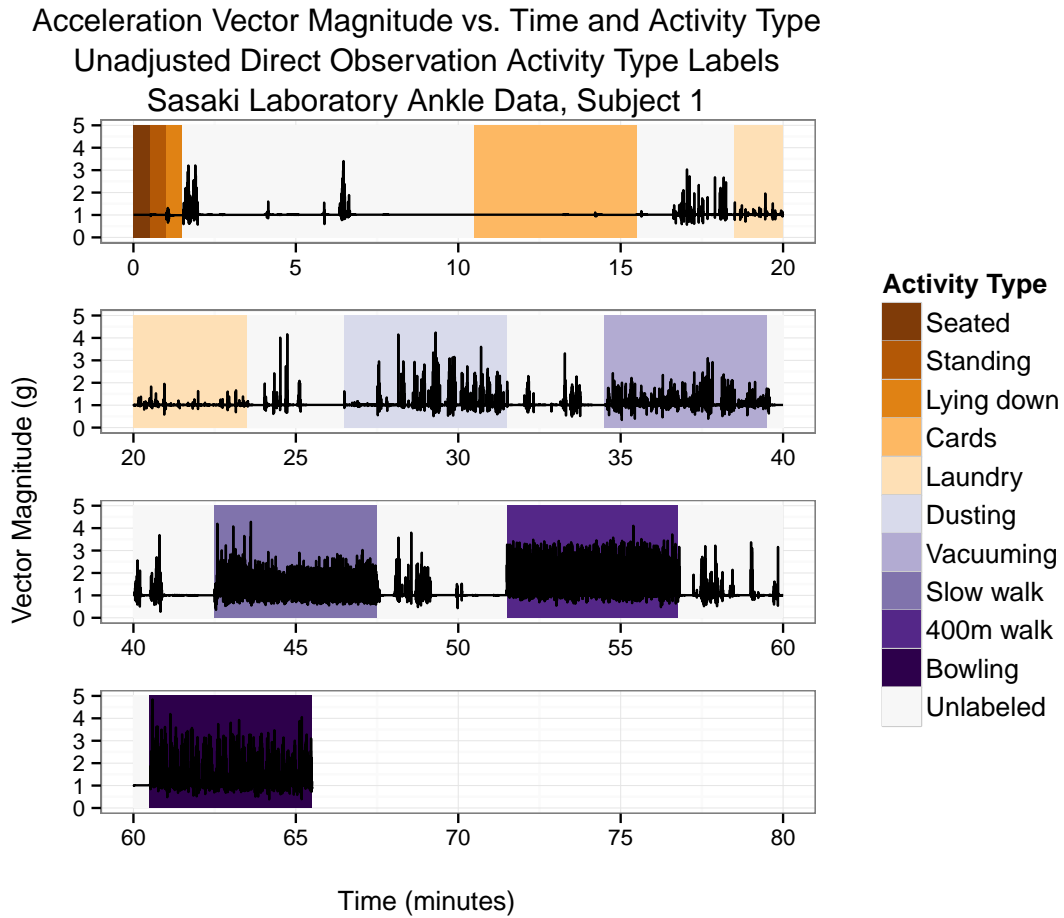 Acceleration Vector Magnitude vs. Time and Activity Type
Unadjusted Direct Observation Activity Type Labels
Sasaki Laboratory Ankle Data, Subject 1
Vector Magnitude (g)
5
4
3
2
1
0
0 5 10 15 20
5
4
3
2
1
0
20 25 30 35 40
5
4
3
2
1
0
40 45 50 55 60
5
4
3
2
1
0
60 65 70 75 80
Time (minutes)
Activity Type
Seated
Standing
Lying down
Cards
Laundry
Dusting
Vacuuming
Slow walk
400m walk
Bowling
Unlabeled